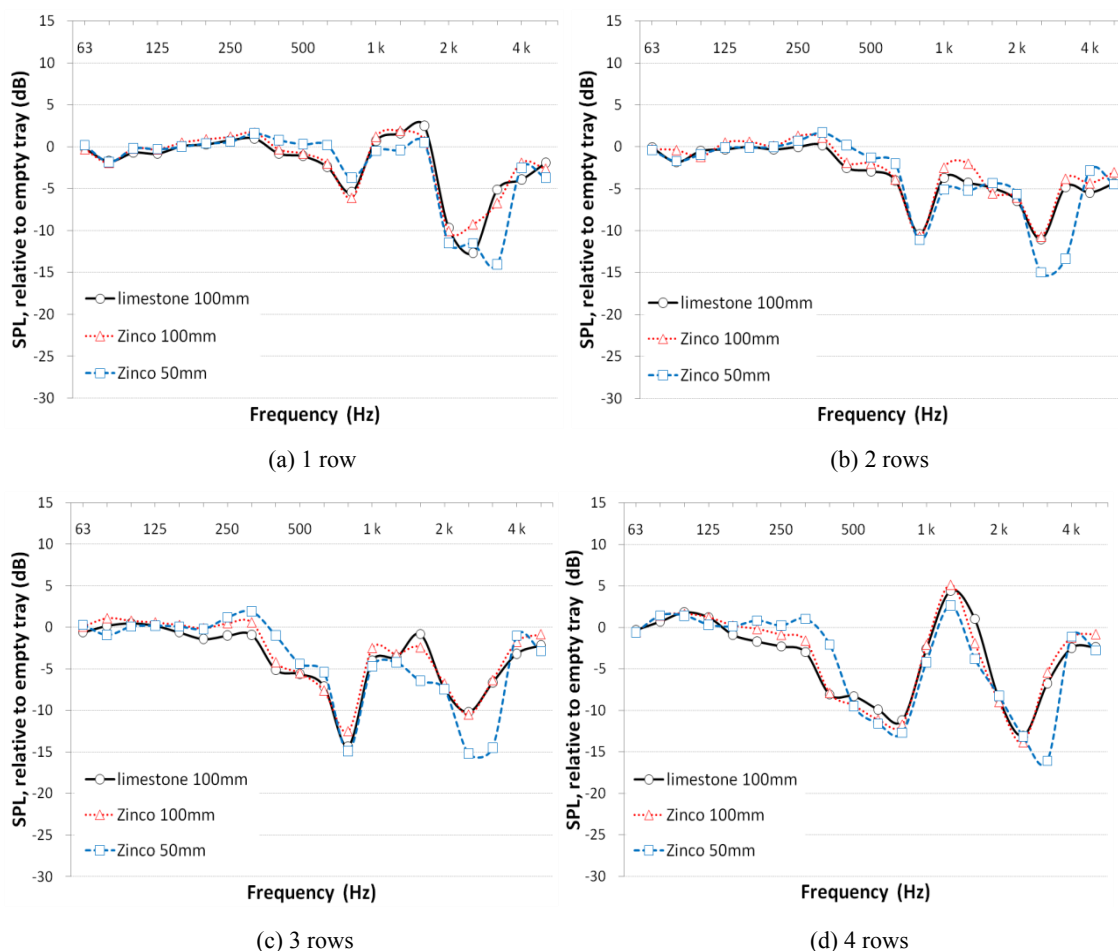 15
10
5
0
-5
-10
-15
-20
-25
-30
SPL, relative to empty tray (dB)
63 125 250 500 1 k 2 k 4 k
limestone 100mm
Zinco 100mm
Zinco 50mm
Frequency (Hz)
(a) 1 row
15
10
5
0
-5
-10
-15
-20
-25
-30
SPL, relative to empty tray (dB)
63 125 250 500 1 k 2 k 4 k
limestone 100mm
Zinco 100mm
Zinco 50mm
Frequency (Hz)
(b) 2 rows
15
10
5
0
-5
-10
-15
-20
-25
-30
SPL, relative to empty tray (dB)
63 125 250 500 1 k 2 k 4 k
limestone 100mm
Zinco 100mm
Zinco 50mm
Frequency (Hz)
(c) 3 rows
15
10
5
0
-5
-10
-15
-20
-25
-30
SPL, relative to empty tray (dB)
63 125 250 500 1 k 2 k 4 k
limestone 100mm
Zinco 100mm
Zinco 50mm
Frequency (Hz)
(d) 4 rows